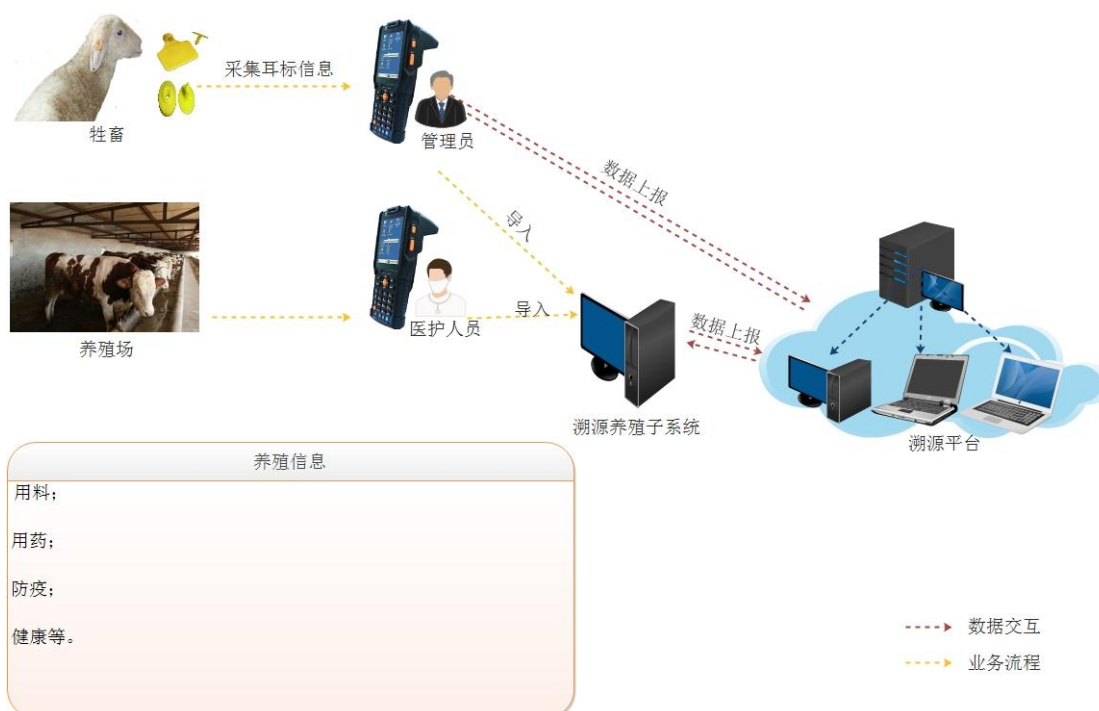 采集耳标信息
牲畜
管理员
数据上报
导入
养殖场
医护人员
导入
数据上报
溯源养殖子系统
溯源平台
养殖信息
用料;
用药;
防疫;
健康等。
数据交互
业务流程